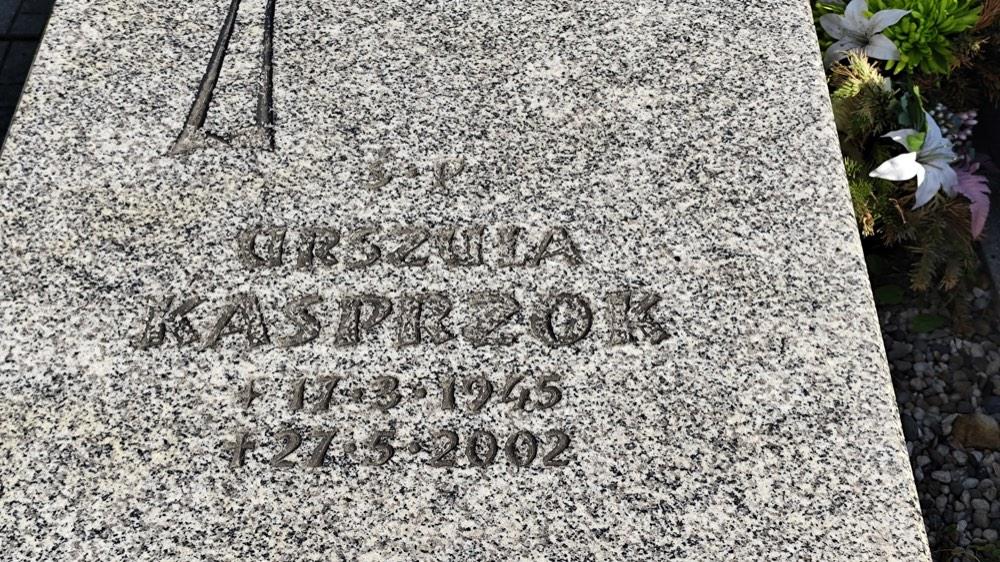 Ś·P
URSZULA
KASPRZOK
+ 17·3·1945
† 27·5·2002